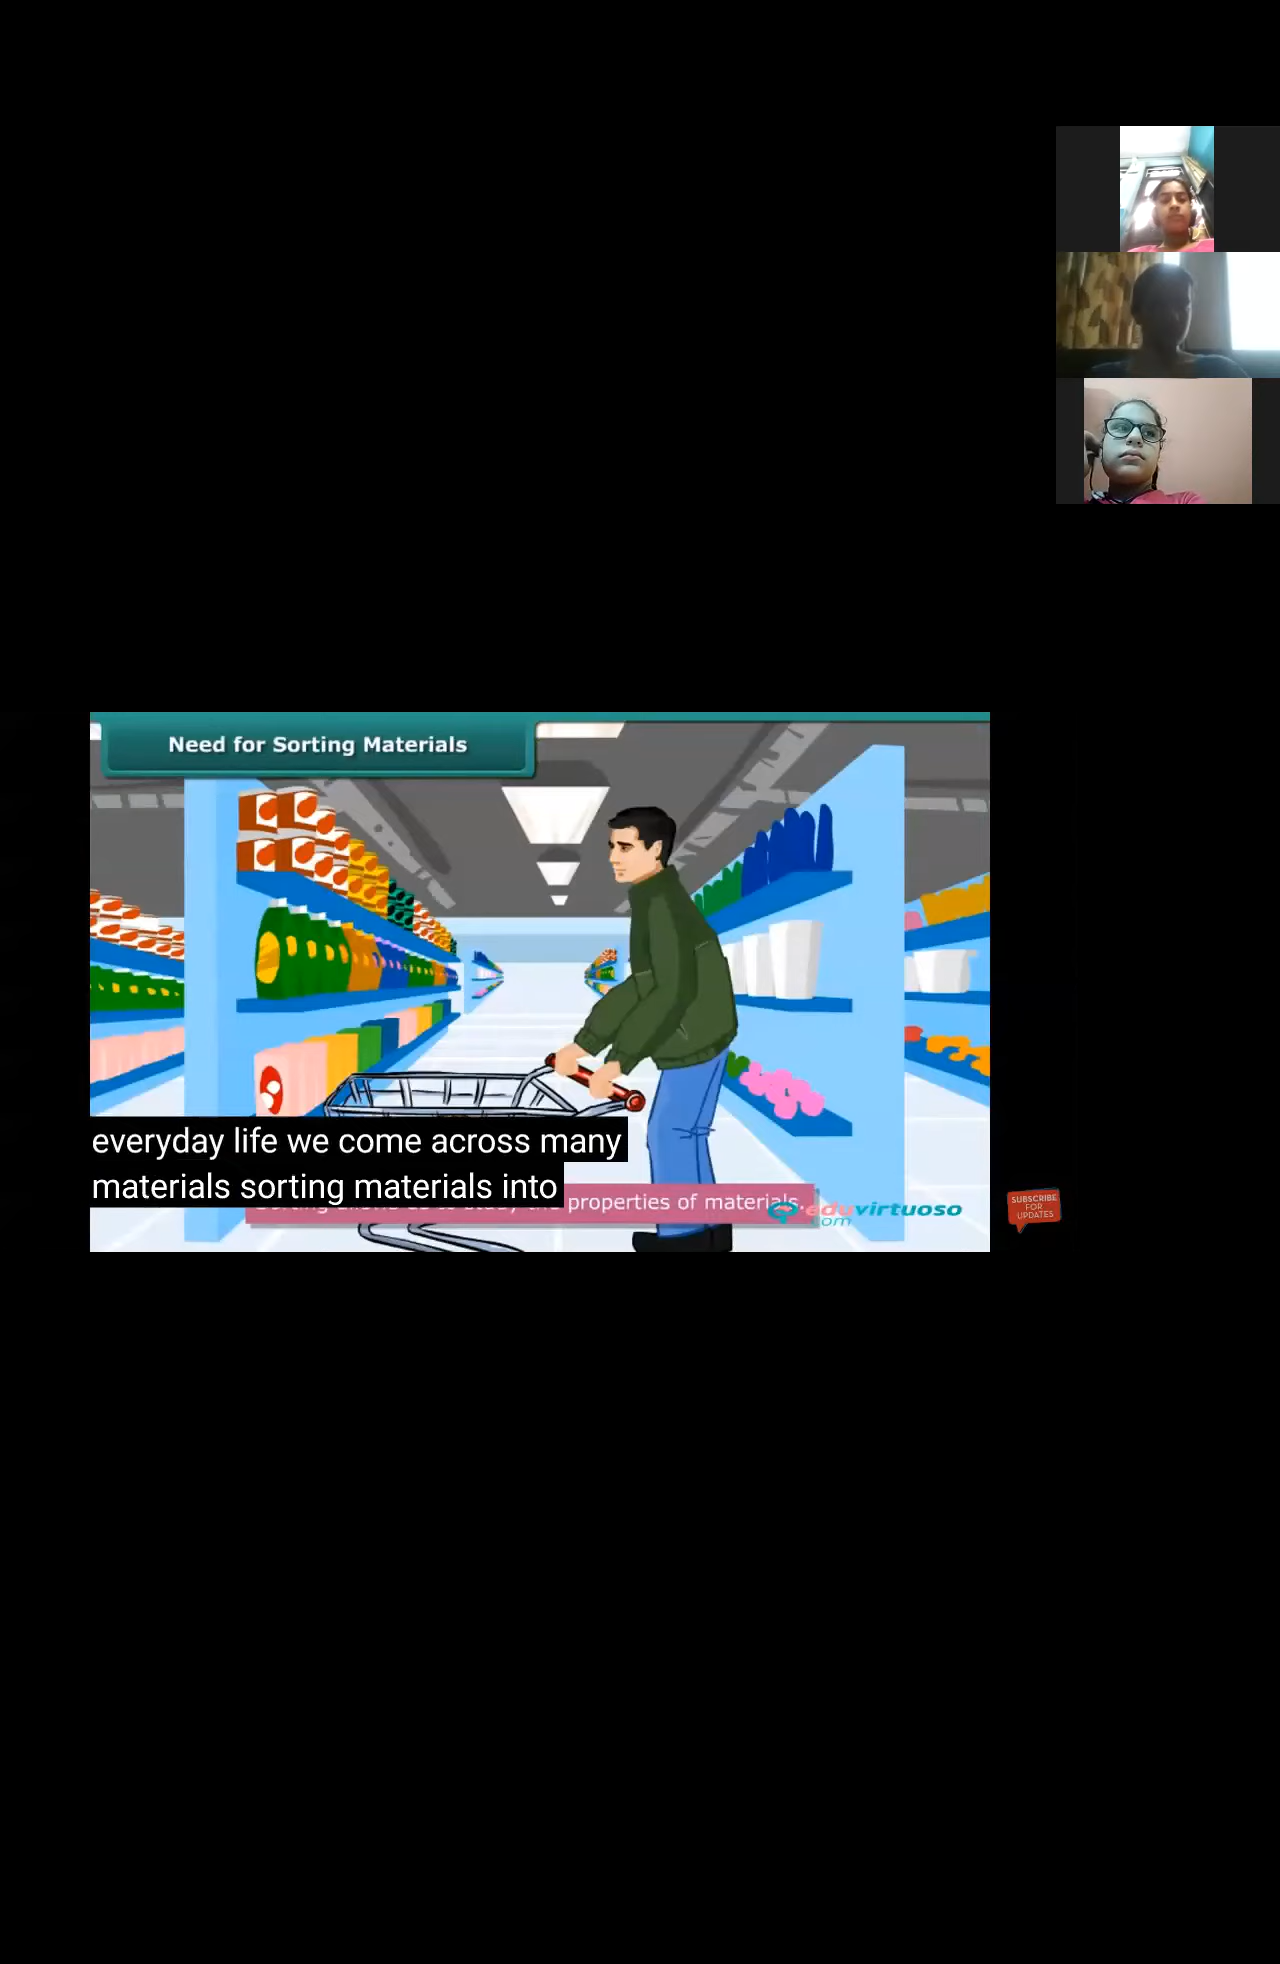 Need for Sorting Materials
everyday life we come across many
materials sorting materials into
properties of materials.
eduvirtuoso
.com
SUBSCRIBE
FOR
UPDATES